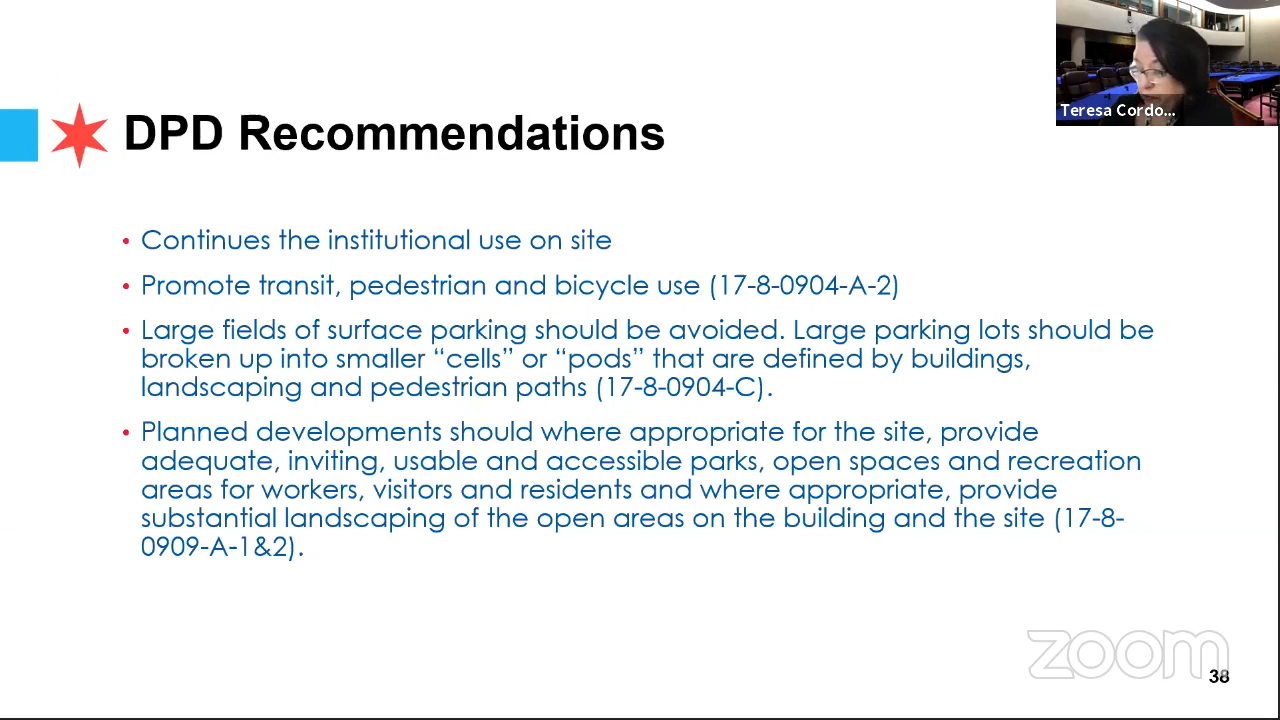 Teresa Cordo...
DPD Recommendations
• Continues the institutional use on site
• Promote transit, pedestrian and bicycle use (17-8-0904-A-2)
• Large fields of surface parking should be avoided. Large parking lots should be
broken up into smaller “cells” or “pods” that are defined by buildings,
landscaping and pedestrian paths (17-8-0904-C).
• Planned developments should where appropriate for the site, provide
adequate, inviting, usable and accessible parks, open spaces and recreation
areas for workers, visitors and residents and where appropriate, provide
substantial landscaping of the open areas on the building and the site (17-8-
0909-A-1&2).
zoom
38